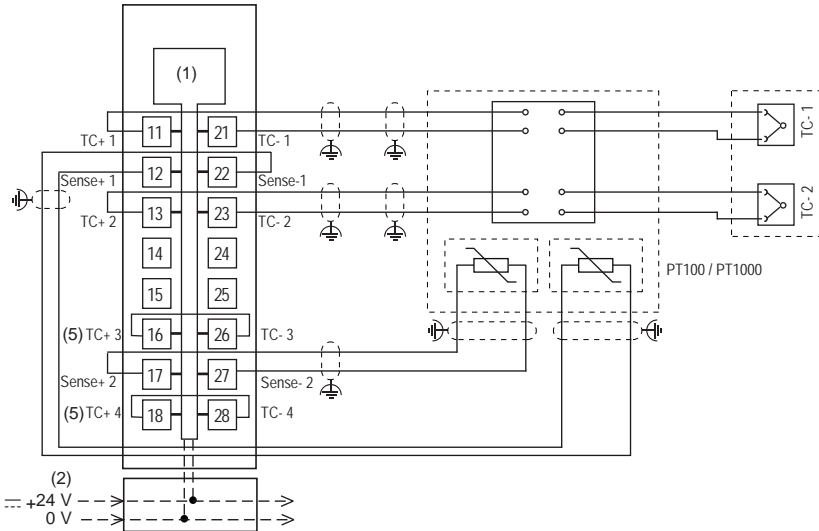 (1)
11
21
TC+ 1
TC- 1
12
22
Sense+ 1
Sense-1
13
23
TC+ 2
TC- 2
14
24
15
25
(5) TC+ 3
16
26
TC- 3
17
27
Sense+ 2
Sense- 2
(5) TC+ 4
18
28
TC- 4
PT100 / PT1000
TC- 1
TC- 2
(2)
+24 V
0 V